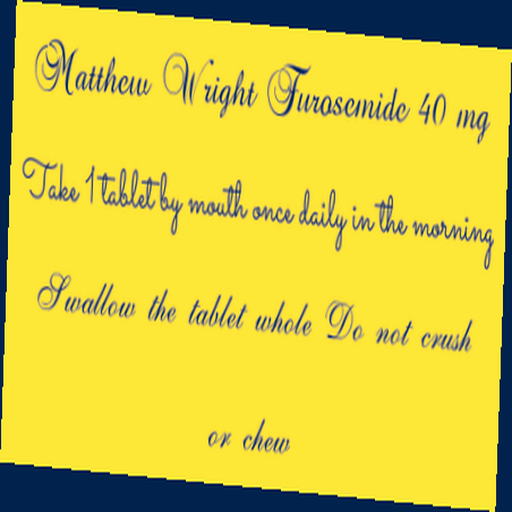 Matthew Wright Furosemide 40 mg
Take 1 tablet by mouth once daily in the morning
Swallow the tablet whole Do not crush
or chew